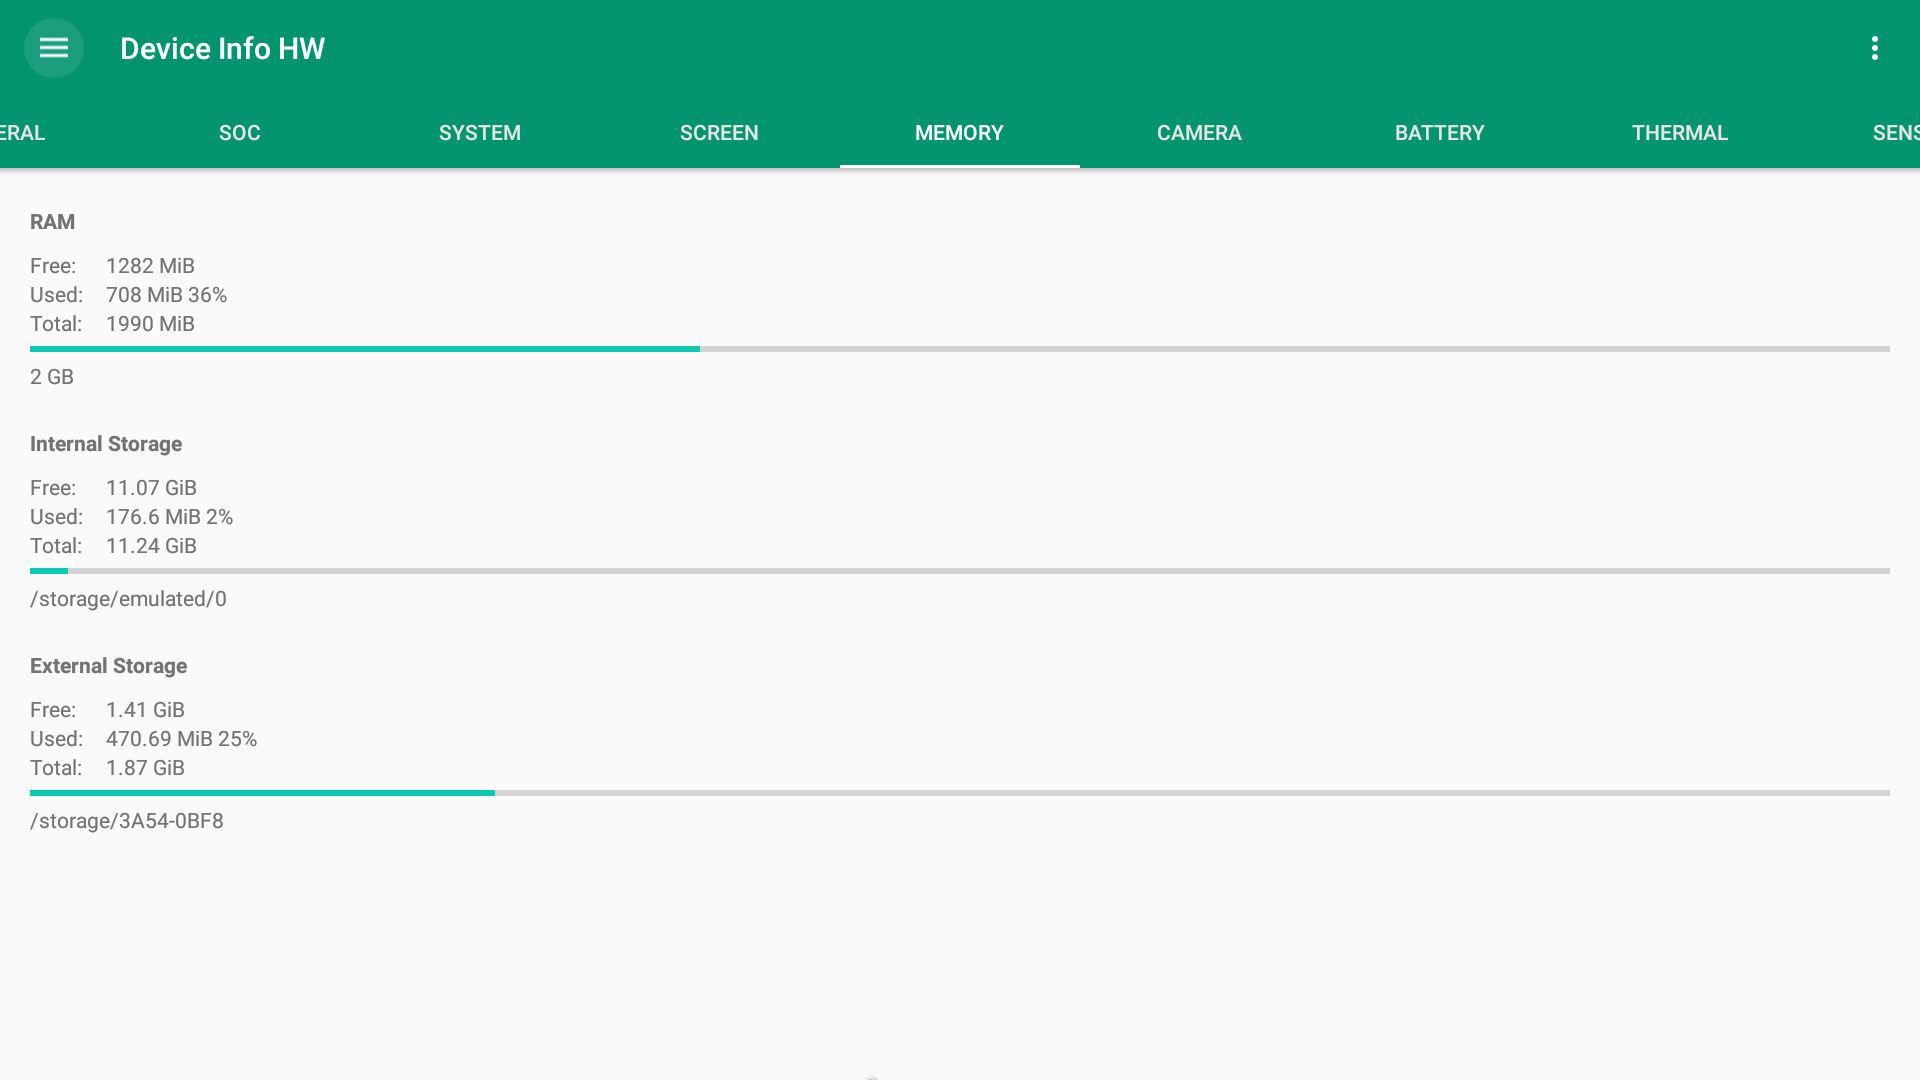 Device Info HW
ERAL SOC SYSTEM SCREEN MEMORY CAMERA BATTERY THERMAL SENS
RAM
Free: 1282 MiB
Used: 708 MiB 36%
Total: 1990 MiB
2 GB
Internal Storage
Free: 11.07 GiB
Used: 176.6 MiB 2%
Total: 11.24 GiB
/storage/emulated/0
External Storage
Free: 1.41 GiB
Used: 470.69 MiB 25%
Total: 1.87 GiB
/storage/3A54-0BF8